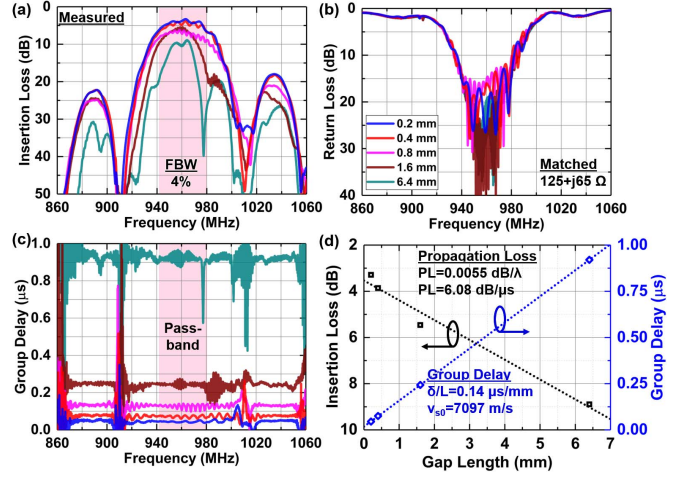 (a)
Measured
FBW
4%
Insertion Loss (dB)
0
5
10
15
20
25
30
35
40
45
50
860 900 940 980 1020 1060
Frequency (MHz)
(b)
Return Loss (dB)
0
10
20
30
40
0.2 mm
0.4 mm
0.8 mm
1.6 mm
6.4 mm
Matched
125+j65 Ω
860 900 940 980 1020 1060
Frequency (MHz)
(c)
Group Delay (µs)
1.0
0.8
0.6
0.4
0.2
0.0
Pass-
band
860 900 940 980 1020 1060
Frequency (MHz)
(d)
Insertion Loss (dB)
2
4
6
8
10
Propagation Loss
PL=0.0055 dB/λ
PL=6.08 dB/µs
Group Delay
δ/L=0.14 µs/mm
vs0=7097 m/s
1.00
0.75
0.50
0.25
0.00
Group Delay (µs)
0 1 2 3 4 5 6 7
Gap Length (mm)